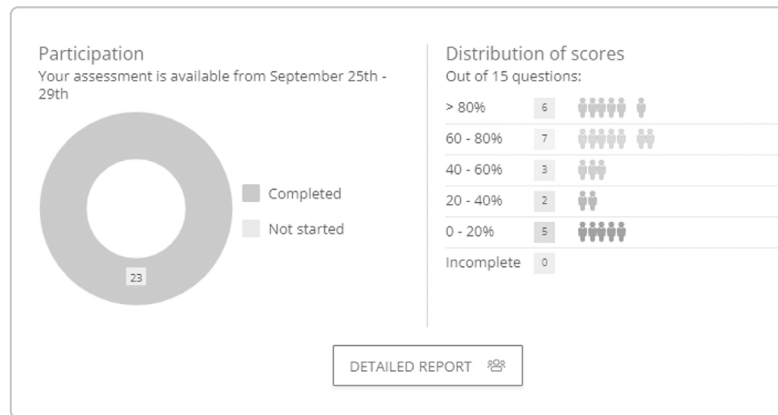 Participation
Your assessment is available from September 25th -
29th
Completed
Not started
23
Distribution of scores
Out of 15 questions:
> 80% 6
60 - 80% 7
40 - 60% 3
20 - 40% 2
0 - 20% 5
Incomplete 0
DETAILED REPORT